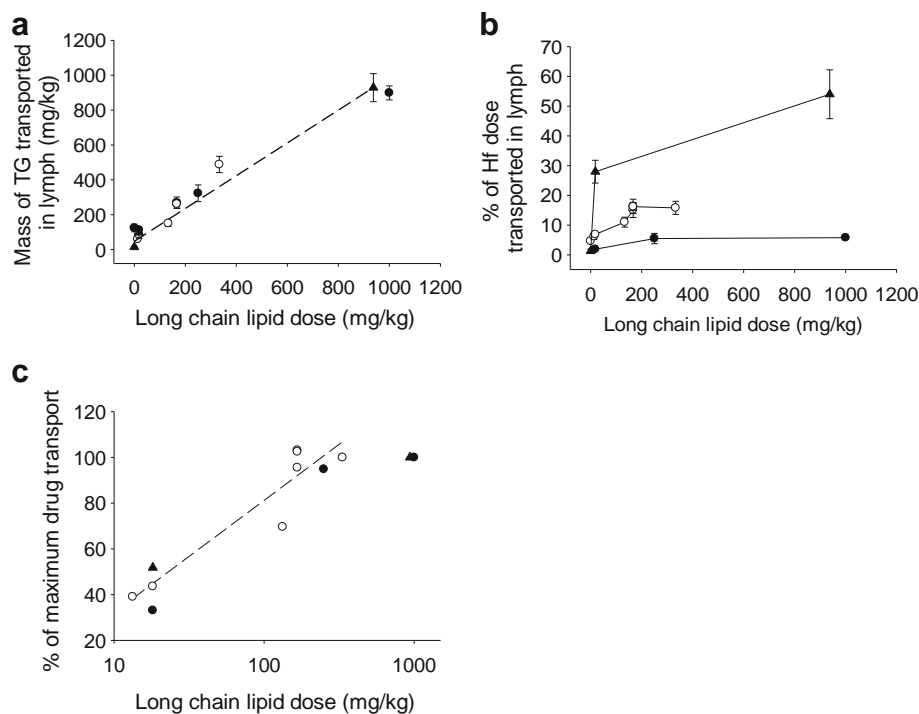 a
1200
1000
800
600
400
200
0
Mass of TG transported
in lymph (mg/kg)
0 200 400 600 800 1000 1200
Long chain lipid dose (mg/kg)
b
70
60
50
40
30
20
10
0
% of Hf dose
transported in lymph
0 200 400 600 800 1000 1200
Long chain lipid dose (mg/kg)
c
120
100
80
60
40
20
% of maximum drug transport
10 100 1000
Long chain lipid dose (mg/kg)